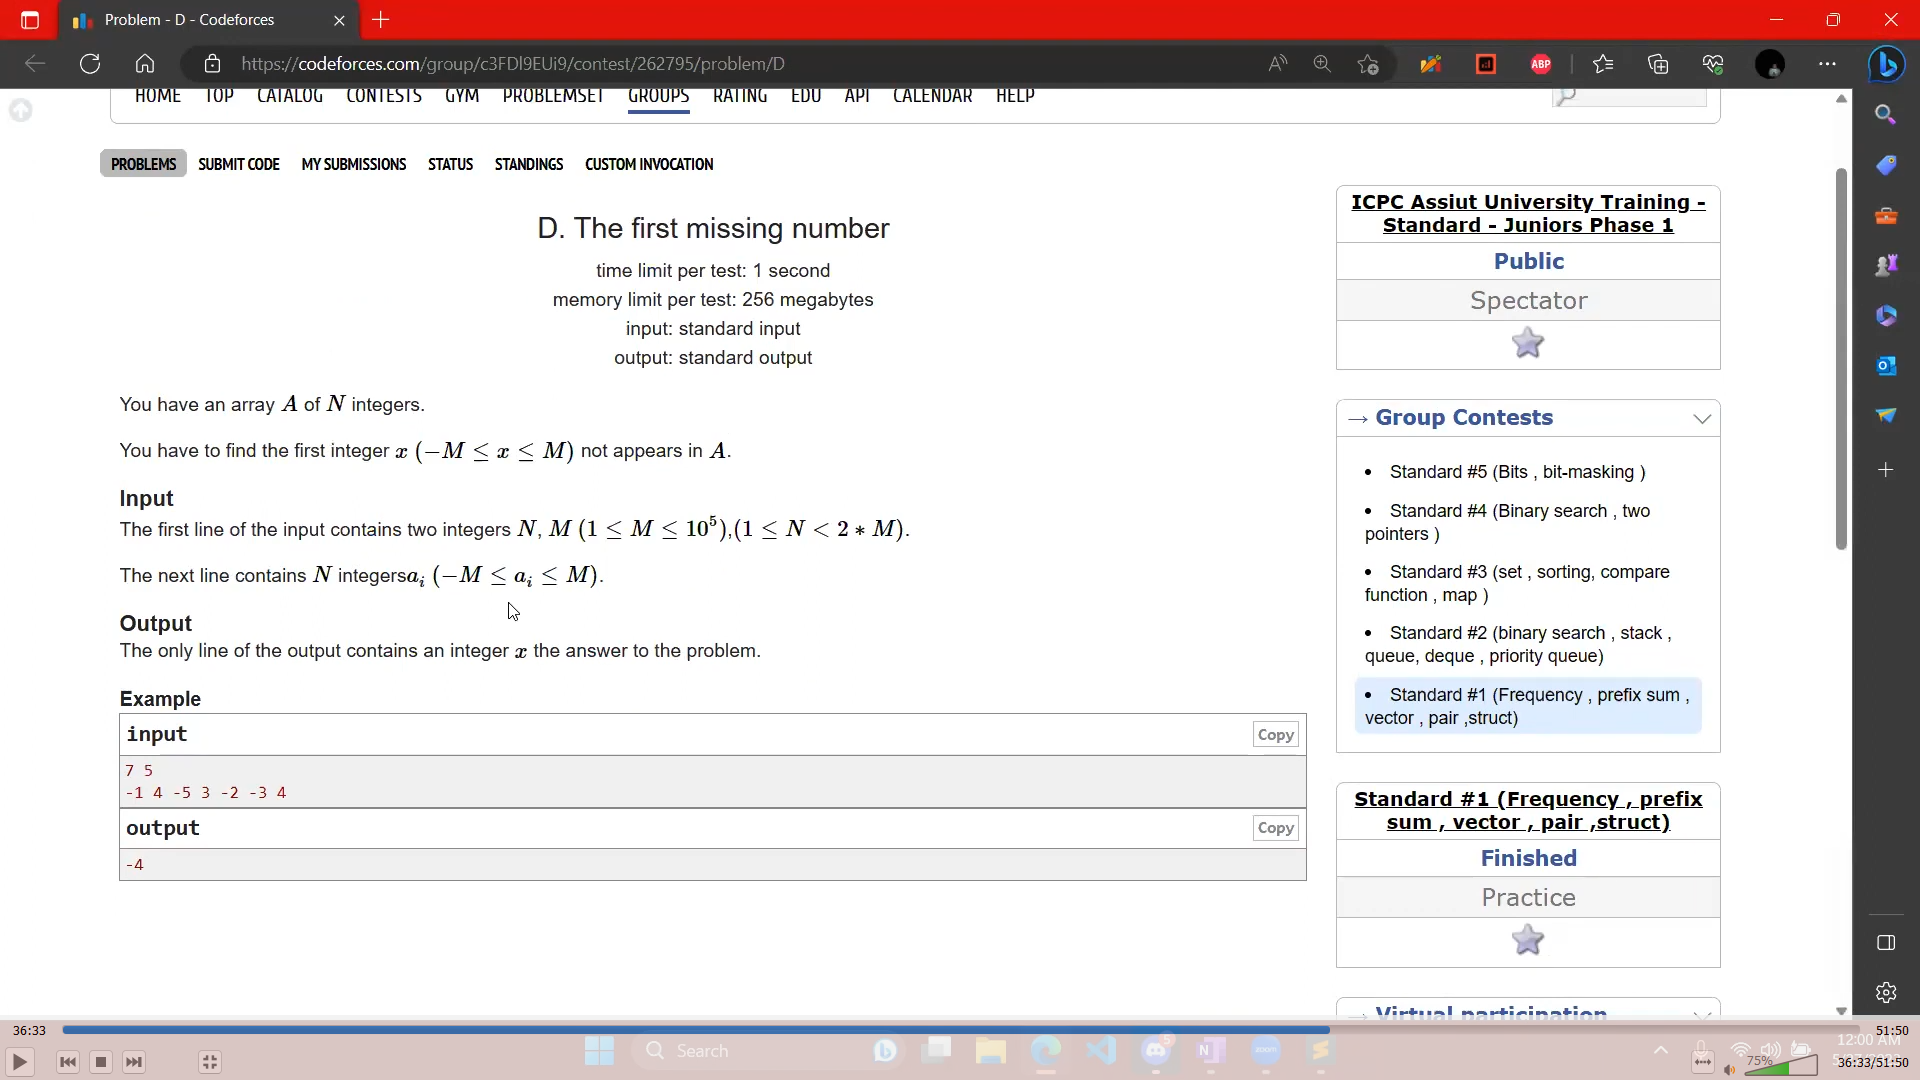 Problem - D - Codeforces
https://codeforces.com/group/c3FDl9EUi9/contest/262795/problem/D
ABP
HOME TOP CATALOG CONTESTS GYM PROBLEMSET GROUPS RATING EDU API CALENDAR HELP
PROBLEMS SUBMIT CODE MY SUBMISSIONS STATUS STANDINGS CUSTOM INVOCATION
D. The first missing number
time limit per test: 1 second
memory limit per test: 256 megabytes
input: standard input
output: standard output
You have an array A of N integers.
You have to find the first integer x (−M ≤ x ≤ M) not appears in A.
Input
The first line of the input contains two integers N, M (1 ≤ M ≤ 10^5),(1 ≤ N < 2 ∗ M).
The next line contains N integersa_i (−M ≤ a_i ≤ M).
Output
The only line of the output contains an integer x the answer to the problem.
Example
input
Copy
7 5
-1 4 -5 3 -2 -3 4
output
Copy
-4
ICPC Assiut University Training -
Standard - Juniors Phase 1
Public
Spectator
→ Group Contests
• Standard #5 (Bits , bit-masking )
• Standard #4 (Binary search , two
pointers )
• Standard #3 (set , sorting, compare
function , map )
• Standard #2 (binary search , stack ,
queue, deque , priority queue)
• Standard #1 (Frequency , prefix sum ,
vector , pair ,struct)
Standard #1 (Frequency , prefix
sum , vector , pair ,struct)
Finished
Practice
→ Virtual participation
36:33
51:50
Search
5
12:00 AM
75%
36:33/51:50